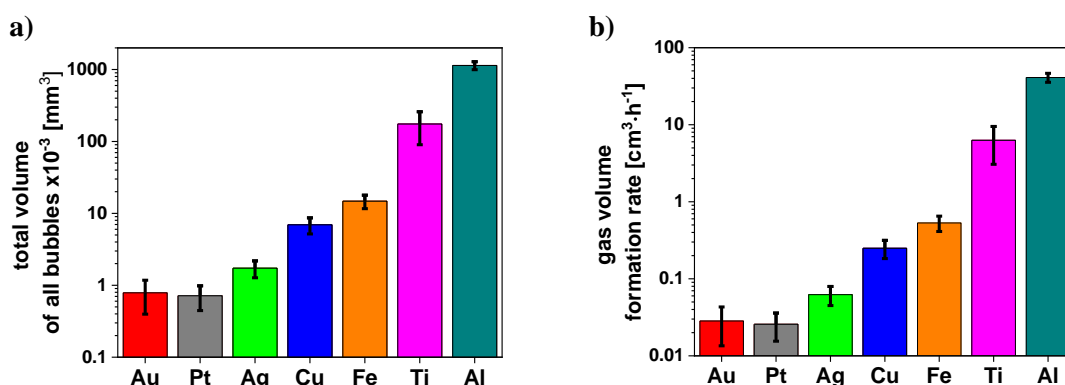 a)
total volume
of all bubbles x10⁻³ [mm³]
1000
100
10
1
0.1
Au Pt Ag Cu Fe Ti Al
b)
gas volume
formation rate [cm³·h⁻¹]
100
10
1
0.1
0.01
Au Pt Ag Cu Fe Ti Al